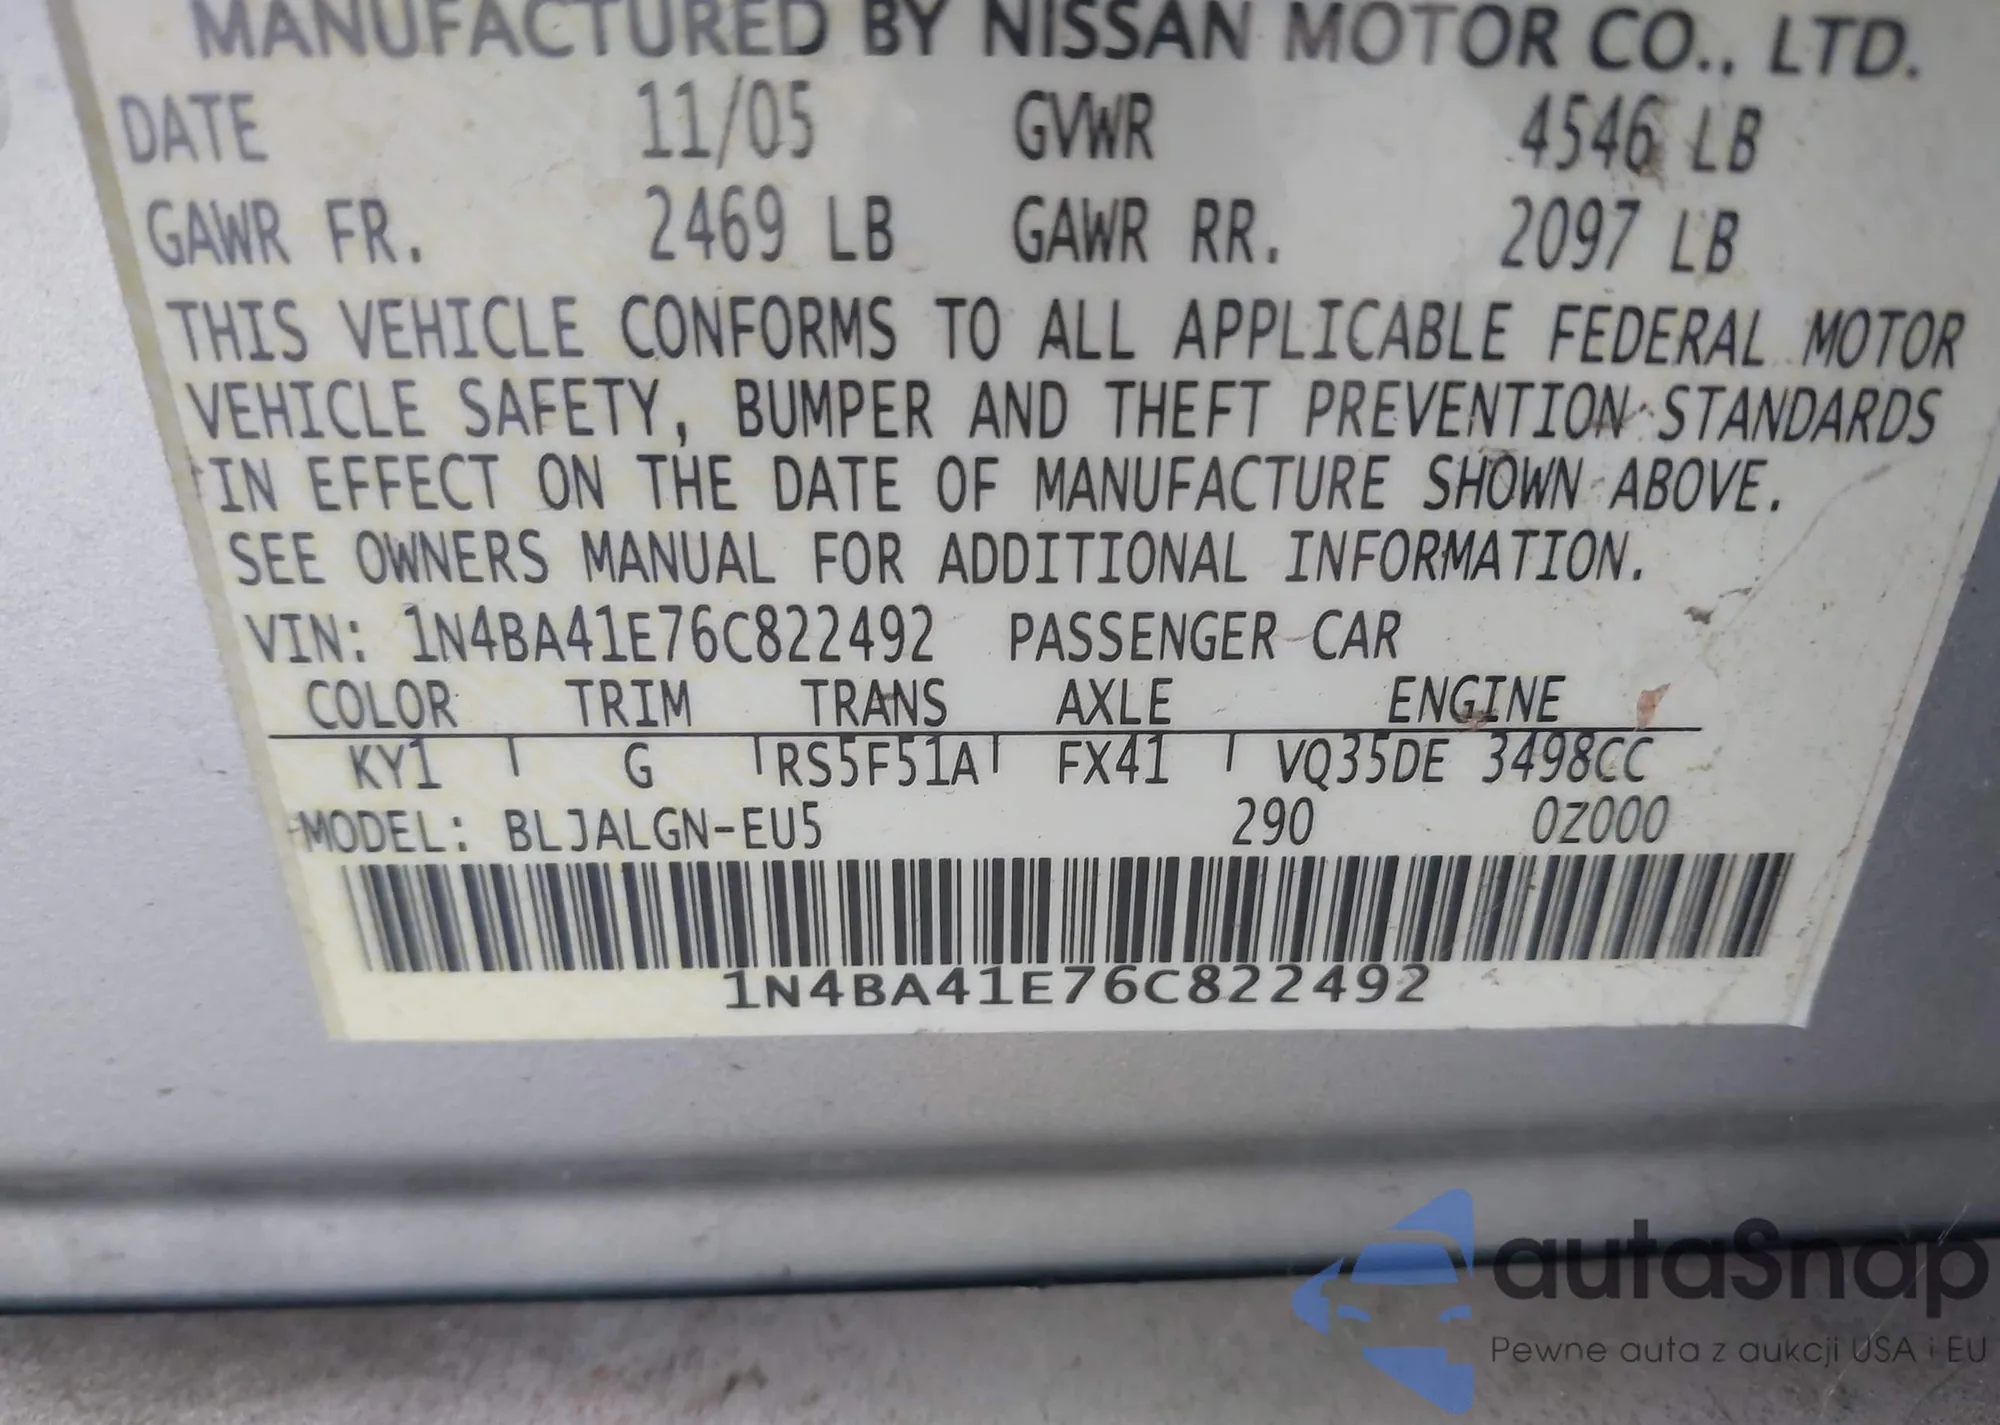 MANUFACTURED BY NISSAN MOTOR CO., LTD.
DATE 11/05 GVWR 4546 LB
GAWR FR. 2469 LB GAWR RR. 2097 LB
THIS VEHICLE CONFORMS TO ALL APPLICABLE FEDERAL MOTOR
VEHICLE SAFETY, BUMPER AND THEFT PREVENTION STANDARDS
IN EFFECT ON THE DATE OF MANUFACTURE SHOWN ABOVE.
SEE OWNERS MANUAL FOR ADDITIONAL INFORMATION.
VIN: 1N4BA41E76C822492 PASSENGER CAR
COLOR TRIM TRANS AXLE ENGINE
KY1 G RS5F51A FX41 VQ35DE 3498CC
MODEL: BLJALGN-EU5 290 0Z000
1N4BA41E76C822492
autoSnap
Pewne auta z aukcji USA i EU